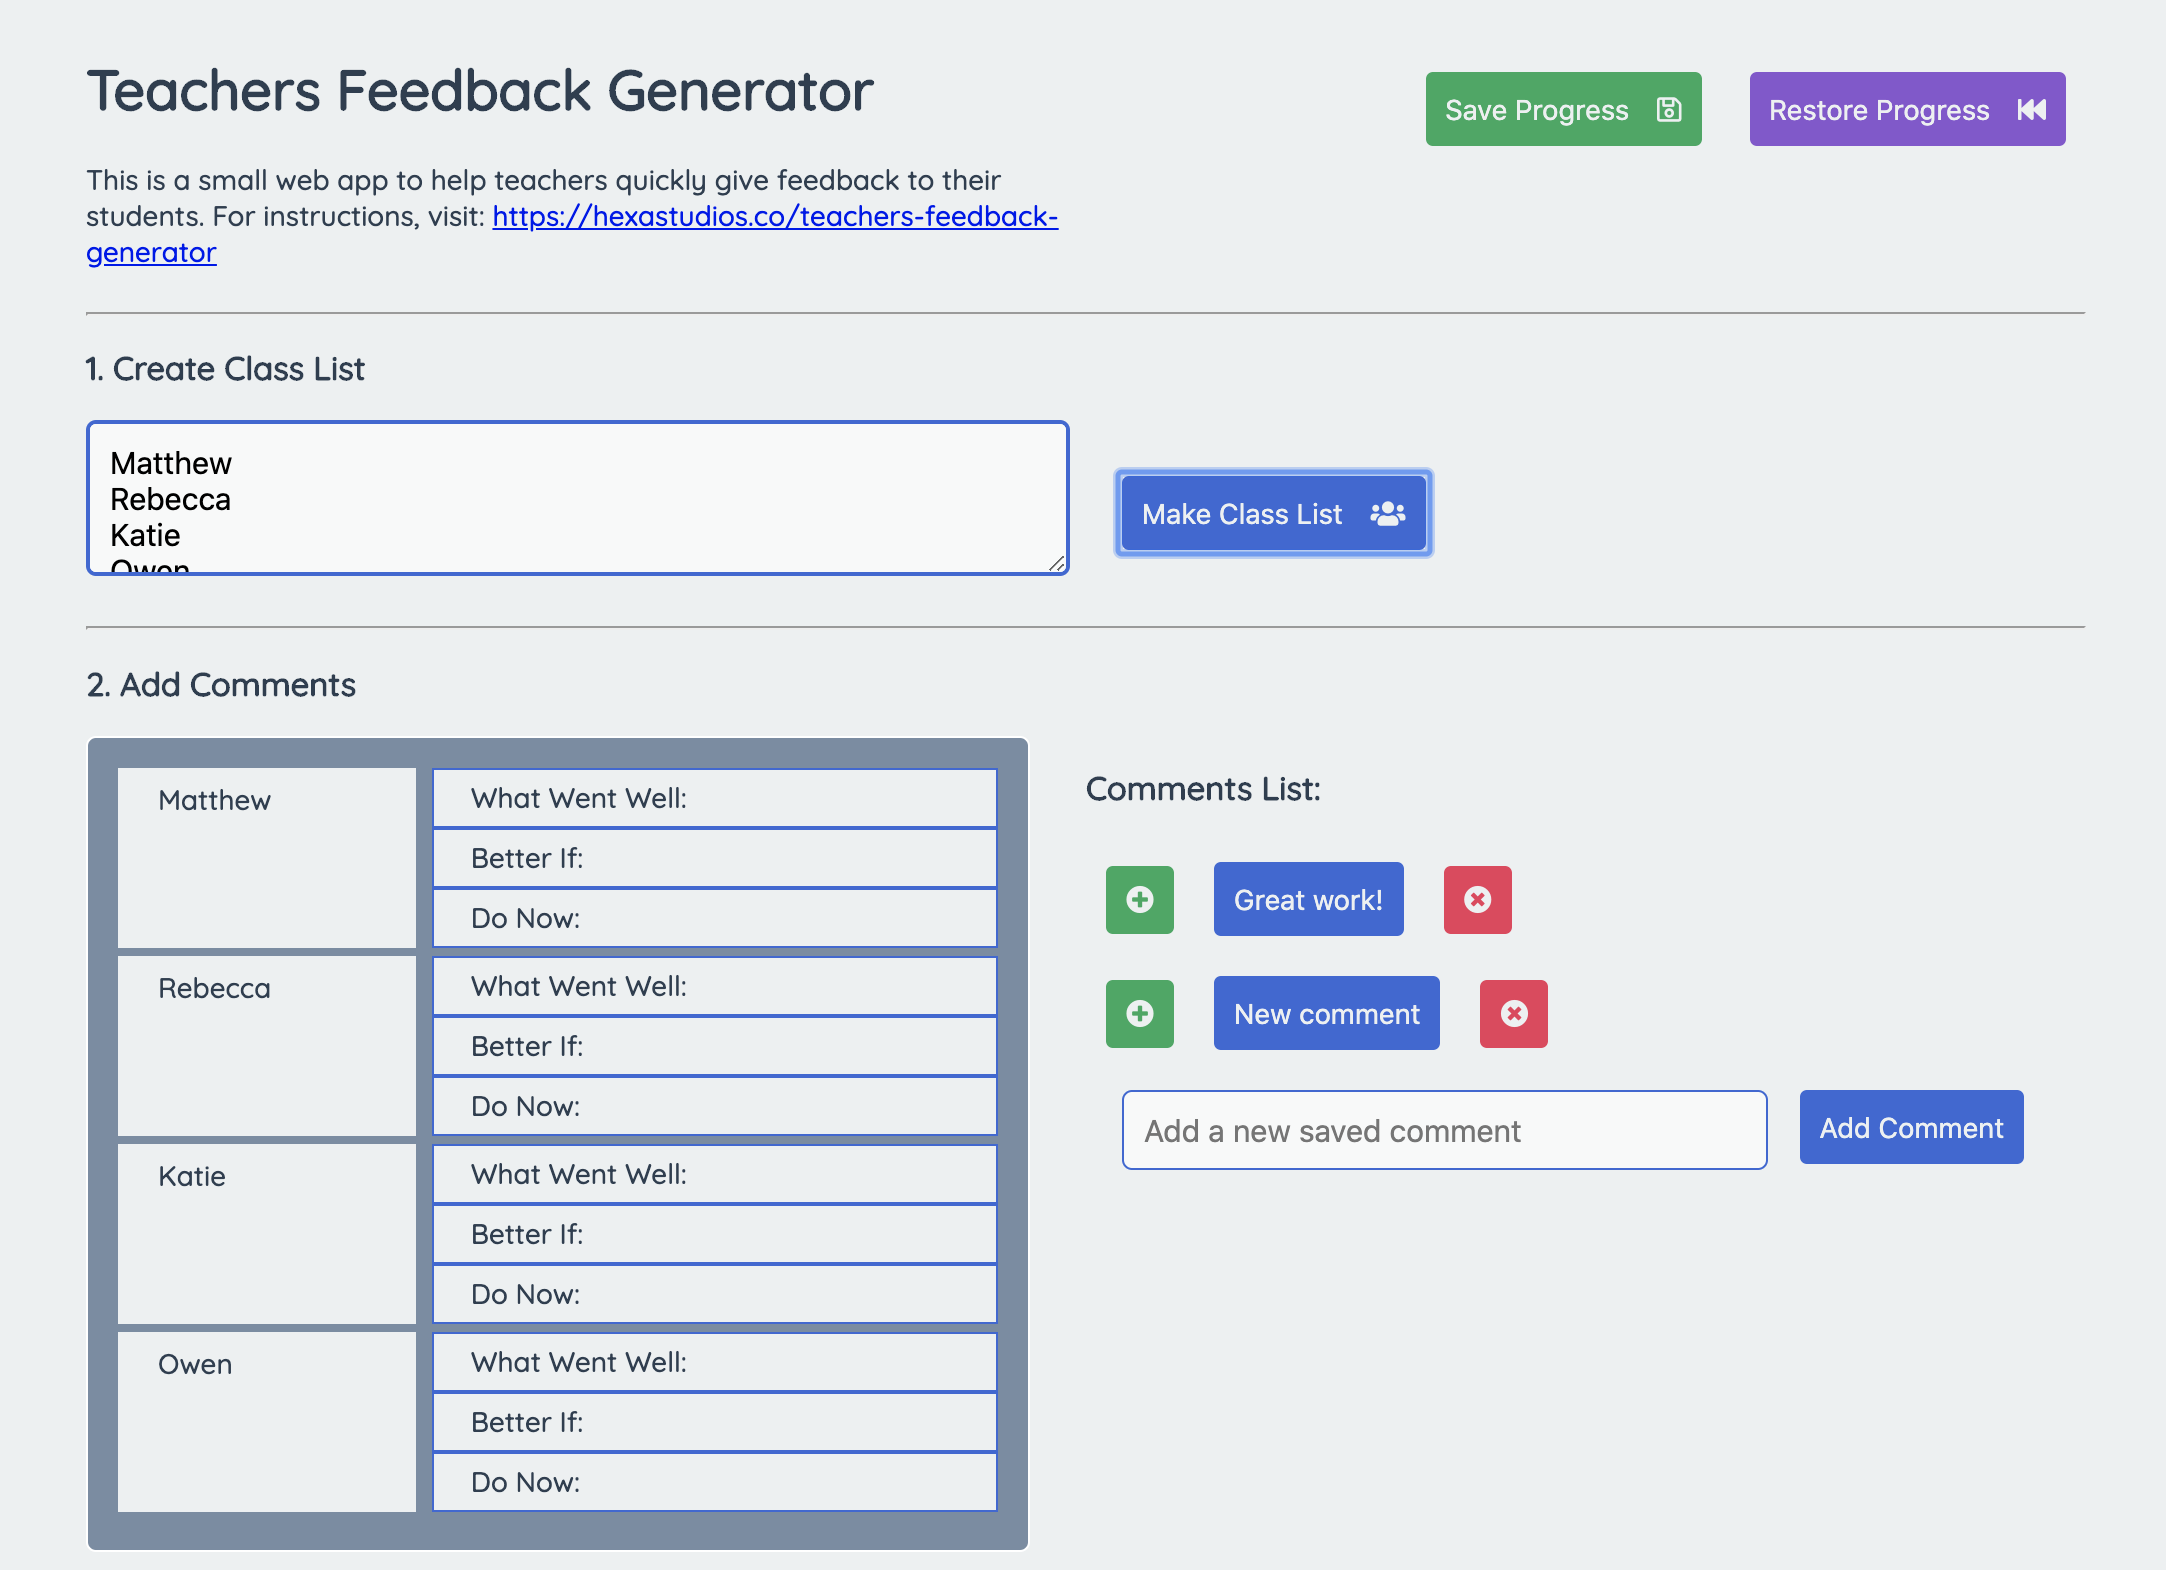 Teachers Feedback Generator
Save Progress
Restore Progress
This is a small web app to help teachers quickly give feedback to their
students. For instructions, visit: https://hexastudios.co/teachers-feedback-
generator
1. Create Class List
Matthew
Rebecca
Katie
Owen
Make Class List
2. Add Comments
Matthew
What Went Well:
Better If:
Do Now:
Rebecca
What Went Well:
Better If:
Do Now:
Katie
What Went Well:
Better If:
Do Now:
Owen
What Went Well:
Better If:
Do Now:
Comments List:
Great work!
New comment
Add a new saved comment
Add Comment